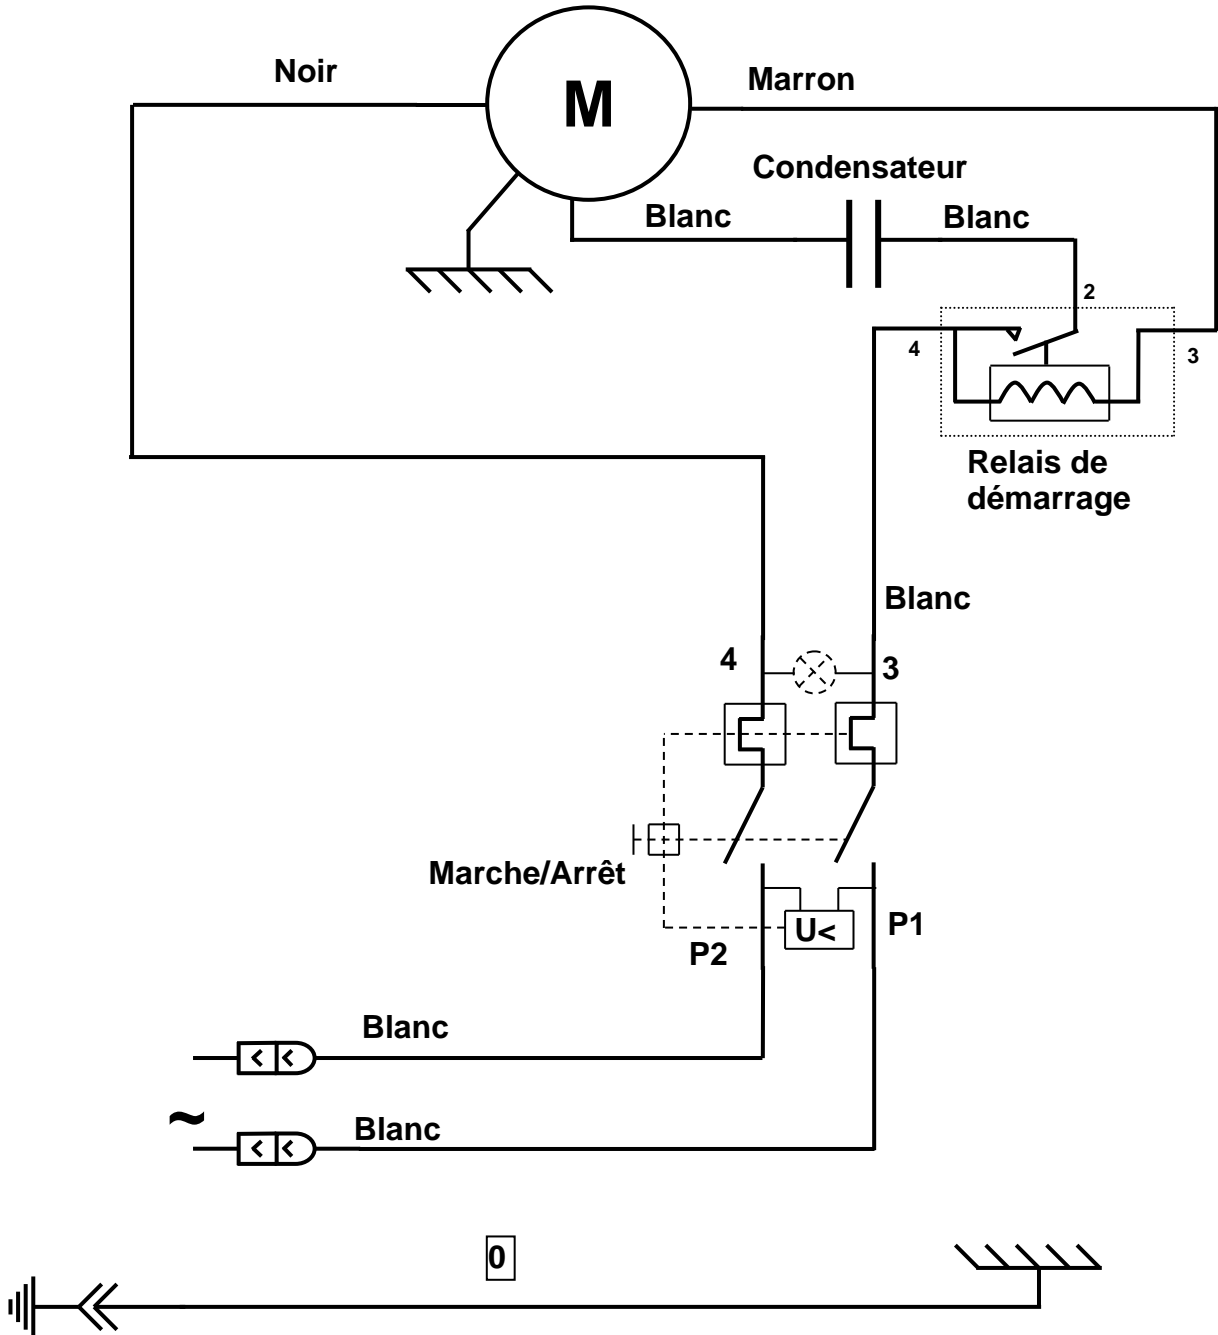 Noir
M
Marron
Condensateur
Blanc
Blanc
2
4
3
Relais de
démarrage
Blanc
4
3
Marche/Arrêt
U<
P1
P2
Blanc
~
Blanc
0